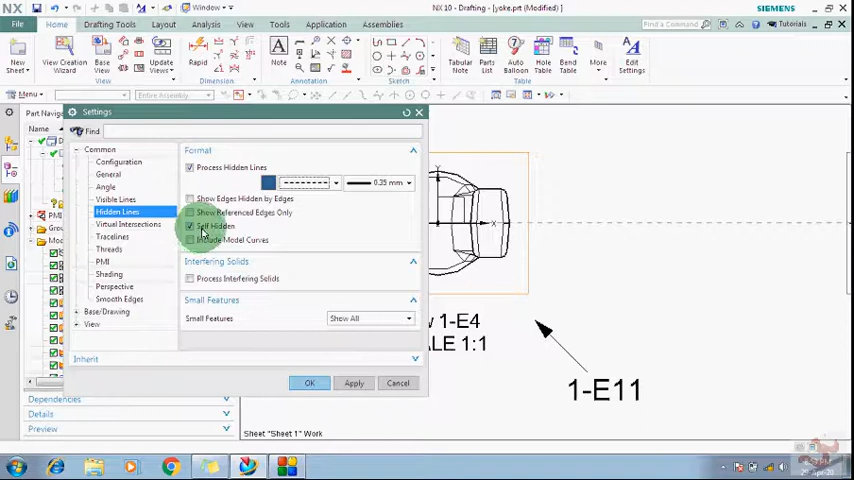 NX
Window
NX 10 - Drafting - [yoke.prt (Modified) ]
SIEMENS
File Home Drafting Tools Layout Analysis View Tools Application Assemblies
Find a Command Tutorials
New Sheet View Creation Wizard Base View Update Views Rapid Note Tabular Note Parts List Auto Balloon Hole Table Bend Table More Edit Settings
View Dimension Annotation Sketch Table
Menu Entire Assembly
Settings
Part Navigator
Find
Name
Common
Configuration
General
Angle
Visible Lines
Hidden Lines
Virtual Intersections
Tracelines
Threads
PMI
Shading
Perspective
Smooth Edges
Base/Drawing
View
Format
Process Hidden Lines
0.35 mm
Show Edges Hidden by Edges
Show Referenced Edges Only
Self Hidden
Include Model Curves
Interfering Solids
Process Interfering Solids
Small Features
Small Features Show All
Inherit
OK Apply Cancel
PMI
Y
X
1-E4
ALE 1:1
1-E11
Dependencies
Details
Preview
Sheet "Sheet 1" Work